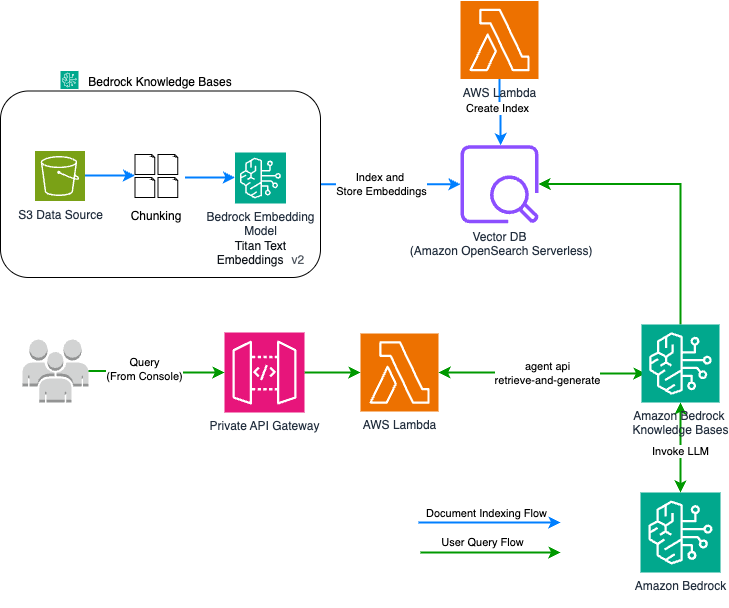 AWS Lambda
Create Index
Bedrock Knowledge Bases
S3 Data Source
Chunking
Bedrock Embedding
Model
Titan Text
Embeddings v2
Index and
Store Embeddings
Vector DB
(Amazon OpenSearch Serverless)
Query
(From Console)
Private API Gateway
AWS Lambda
agent api
retrieve-and-generate
Amazon Bedrock
Knowledge Bases
Invoke LLM
Document Indexing Flow
User Query Flow
Amazon Bedrock